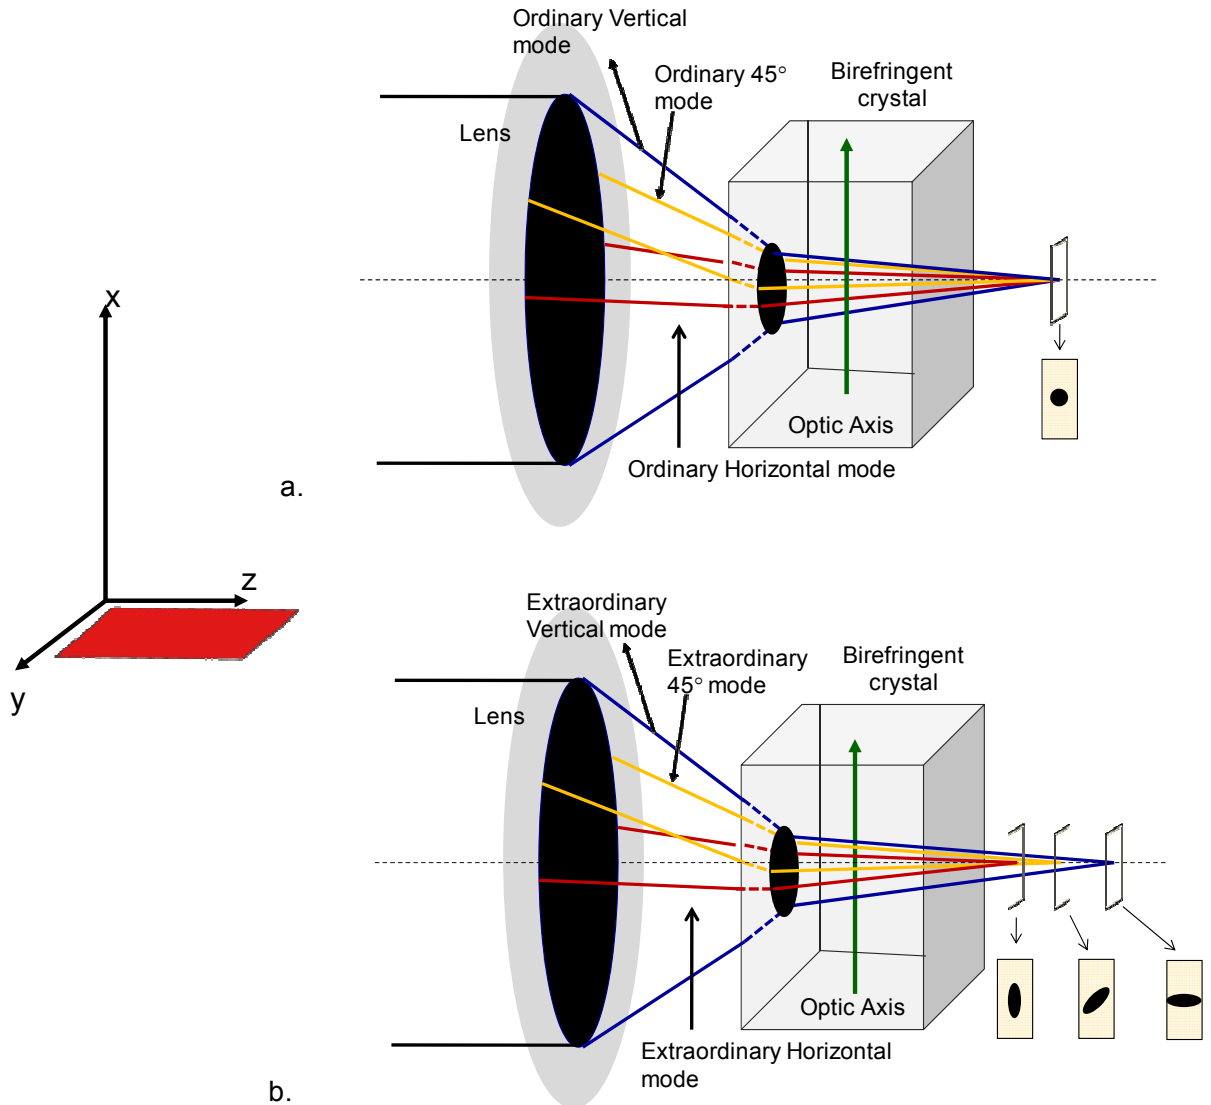 Ordinary Vertical
mode
Ordinary 45°
mode
Birefringent
crystal
Lens
Optic Axis
Ordinary Horizontal mode
a.
x
z
y
Extraordinary
Vertical mode
Extraordinary
45° mode
Birefringent
crystal
Lens
Optic Axis
Extraordinary Horizontal
mode
b.